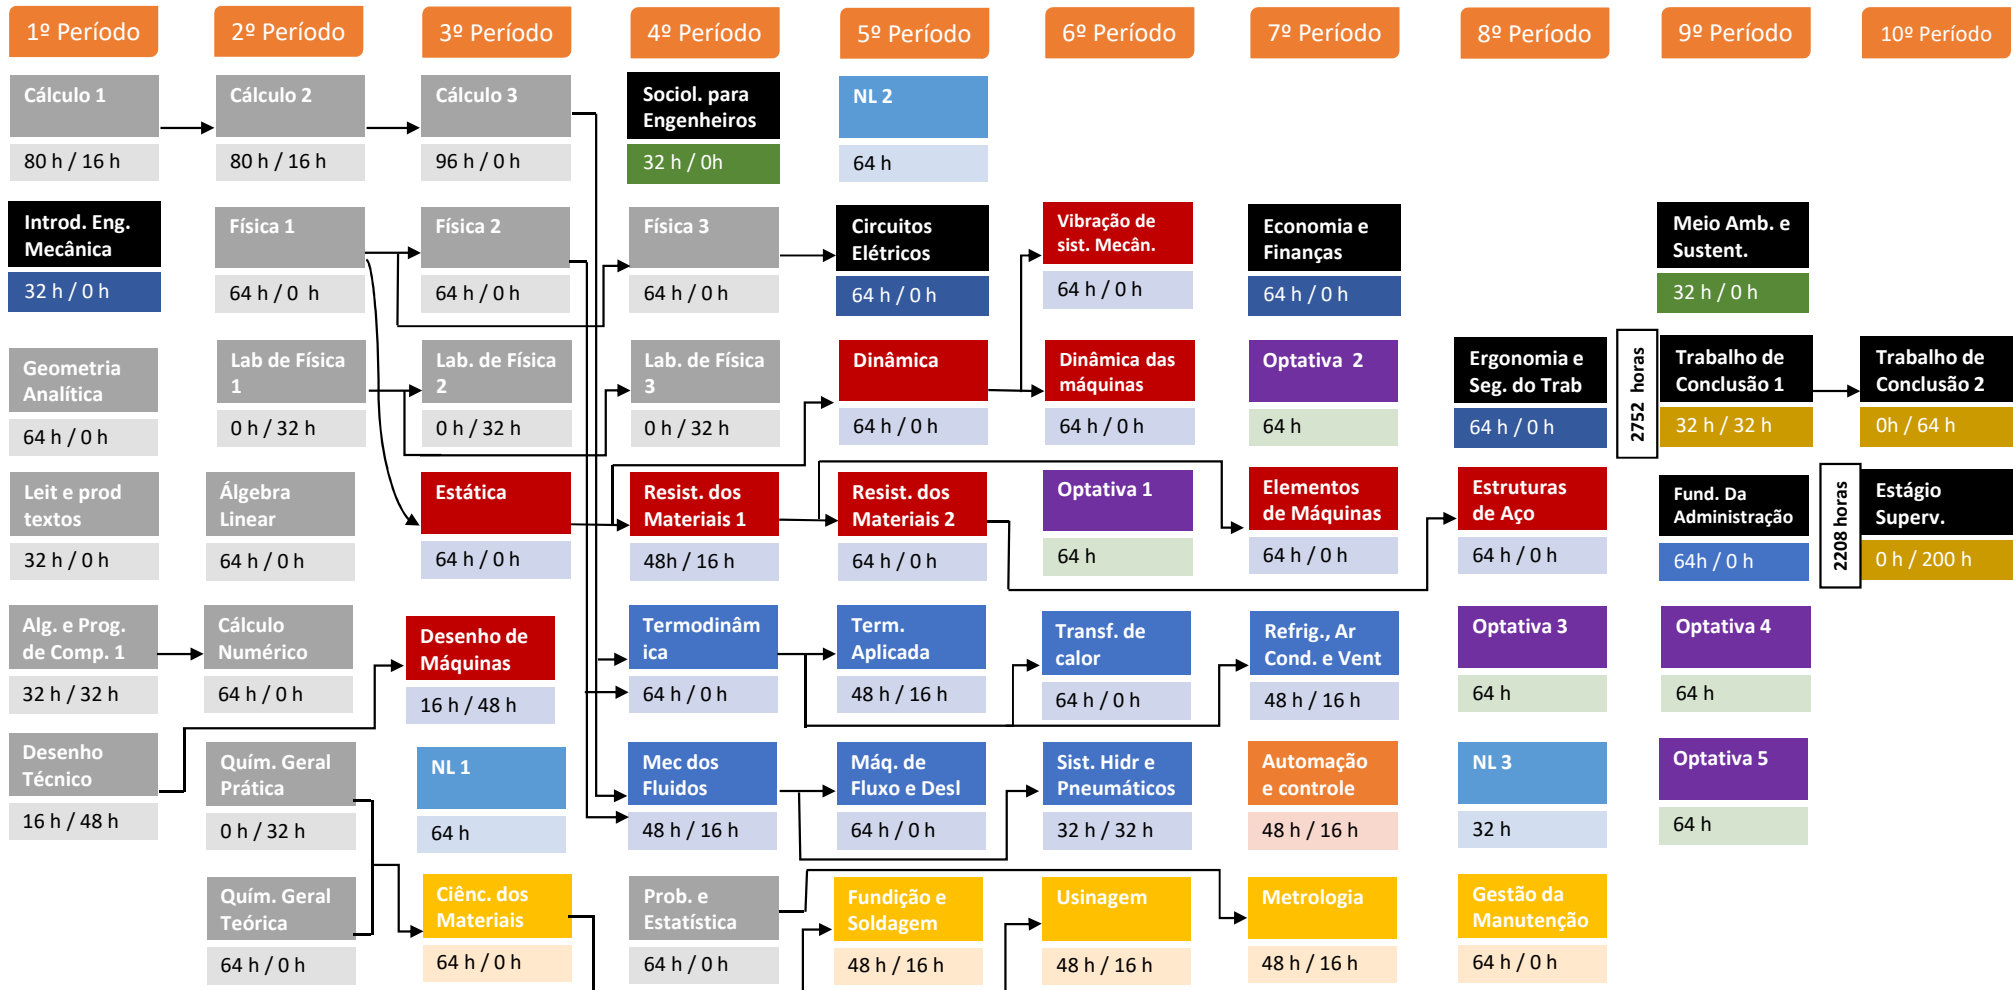 1º Período
2º Período
3º Período
4º Período
5º Período
6º Período
7º Período
8º Período
9º Período
10º Período
Cálculo 1
80 h / 16 h
Cálculo 2
80 h / 16 h
Cálculo 3
96 h / 0 h
Sociol. para
Engenheiros
32 h / 0h
NL 2
64 h
Introd. Eng.
Mecânica
32 h / 0 h
Física 1
64 h / 0  h
Física 2
64 h / 0 h
Física 3
64 h / 0 h
Circuitos
Elétricos
64 h / 0 h
Vibração de
sist. Mecân.
64 h / 0 h
Economia e
Finanças
64 h / 0 h
Meio Amb. e
Sustent.
32 h / 0 h
Geometria
Analítica
64 h / 0 h
Lab de Física
1
0 h / 32 h
Lab. de Física
2
0 h / 32 h
Lab. de Física
3
0 h / 32 h
Dinâmica
64 h / 0 h
Dinâmica das
máquinas
64 h / 0 h
Optativa  2
64 h
Ergonomia e
Seg. do Trab
64 h / 0 h
2752  horas
Trabalho de
Conclusão 1
32 h / 32 h
Trabalho de
Conclusão 2
0h / 64 h
Leit e prod
textos
32 h / 0 h
Álgebra
Linear
64 h / 0 h
Estática
64 h / 0 h
Resist. dos
Materiais 1
48h / 16 h
Resist. dos
Materiais 2
64 h / 0 h
Optativa 1
64 h
Elementos
de Máquinas
64 h / 0 h
Estruturas
de Aço
64 h / 0 h
Fund. Da
Administração
64h / 0 h
2208 horas
Estágio
Superv.
0 h / 200 h
Alg. e Prog.
de Comp. 1
32 h / 32 h
Cálculo
Numérico
64 h / 0 h
Desenho de
Máquinas
16 h / 48 h
Termodinâm
ica
64 h / 0 h
Term.
Aplicada
48 h / 16 h
Transf. de
calor
64 h / 0 h
Refrig., Ar
Cond. e Vent
48 h / 16 h
Optativa 3
64 h
Optativa 4
64 h
Desenho
Técnico
16 h / 48 h
Quím. Geral
Prática
0 h / 32 h
NL 1
64 h
Mec dos
Fluidos
48 h / 16 h
Máq. de
Fluxo e Desl
64 h / 0 h
Sist. Hidr e
Pneumáticos
32 h / 32 h
Automação
e controle
48 h / 16 h
NL 3
32 h
Optativa 5
64 h
Quím. Geral
Teórica
64 h / 0 h
Ciênc. dos
Materiais
64 h / 0 h
Prob. e
Estatística
64 h / 0 h
Fundição e
Soldagem
48 h / 16 h
Usinagem
48 h / 16 h
Metrologia
48 h / 16 h
Gestão da
Manutenção
64 h / 0 h